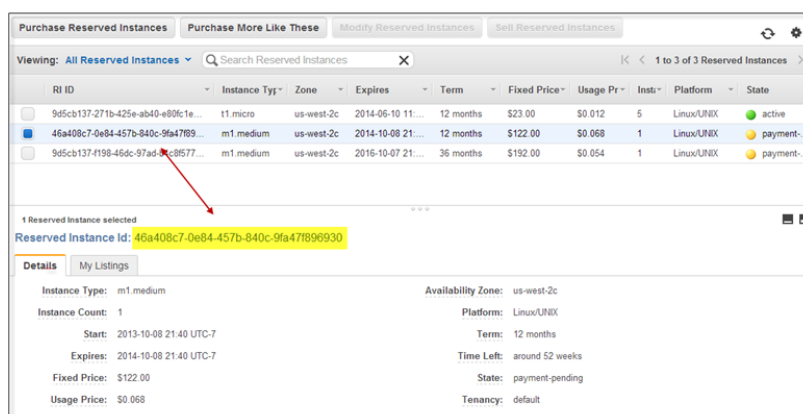 Purchase Reserved Instances Purchase More Like These Modify Reserved Instances Sell Reserved Instances
Viewing: All Reserved Instances Search Reserved Instances X 1 to 3 of 3 Reserved Instances
RI ID Instance Typ Zone Expires Term Fixed Price Usage Pr Insta Platform State
9d5cb137-271b-425e-ab40-e80fc1e... t1.micro us-west-2c 2014-06-10 11:... 12 months $23.00 $0.012 5 Linux/UNIX active
46a408c7-0e84-457b-840c-9fa47f89... m1.medium us-west-2c 2014-10-08 21:... 12 months $122.00 $0.068 1 Linux/UNIX payment-
9d5cb137-f198-46dc-97ad- m1.medium us-west-2c 2016-10-07 21:... 36 months $192.00 $0.054 1 Linux/UNIX payment-
1 Reserved Instance selected
Reserved Instance Id: 46a408c7-0e84-457b-840c-9fa47f896930
Details My Listings
Instance Type: m1.medium Availability Zone: us-west-2c
Instance Count: 1 Platform: Linux/UNIX
Start: 2013-10-08 21:40 UTC-7 Term: 12 months
Expires: 2014-10-08 21:40 UTC-7 Time Left: around 52 weeks
Fixed Price: $122.00 State: payment-pending
Usage Price: $0.068 Tenancy: default